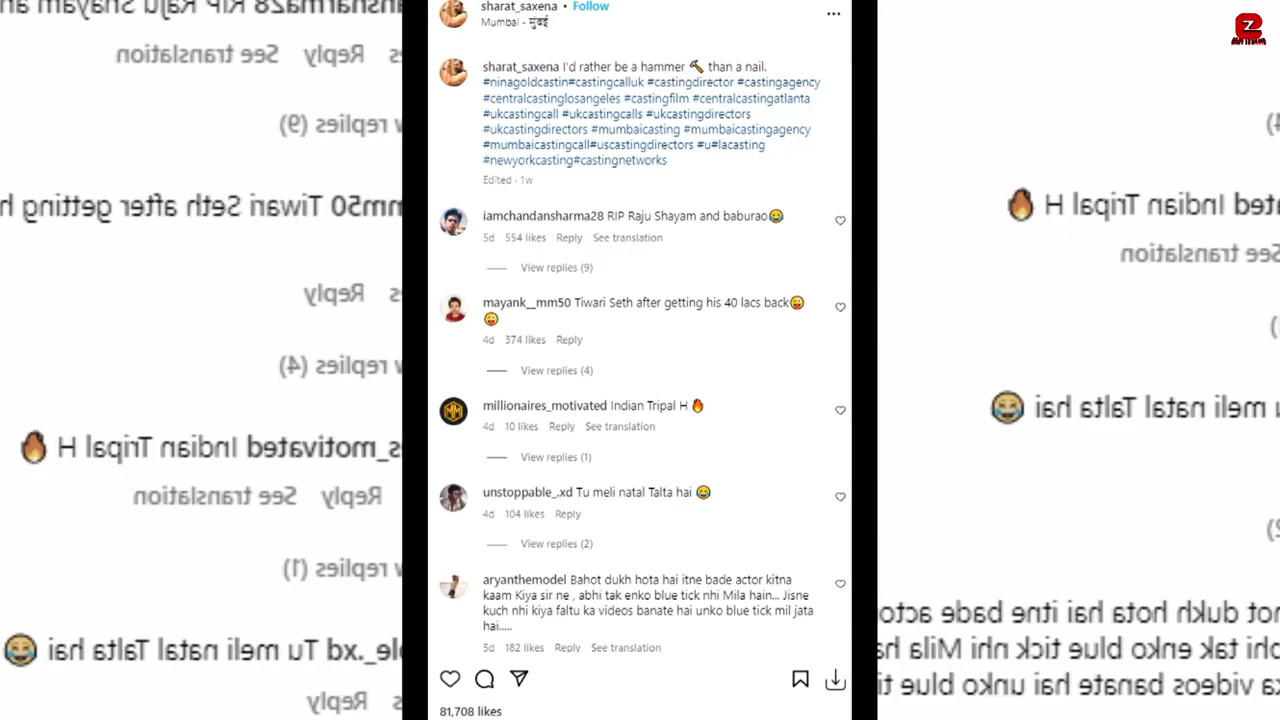 sharat_saxena • Follow
Mumbai - मुंबई
sharat_saxena I'd rather be a hammer 🔨 than a nail.
#ninagoldcastin#castingcalluk #castingdirector #castingagency
#centralcastinglosangeles #castingfilm #centralcastingatlanta
#ukcastingcall #ukcastingcalls #ukcastingdirectors
#ukcastingdirectors #mumbaicasting #mumbaicastingagency
#mumbaicastingcall#uscastingdirectors #u#lacasting
#newyorkcasting#castingnetworks
Edited · 1w
iamchandansharma28 RIP Raju Shayam and baburao😂
5d 554 likes Reply See translation
View replies (9)
mayank__mm50 Tiwari Seth after getting his 40 lacs back😛
😛
4d 374 likes Reply
View replies (4)
millionaires_motivated Indian Tripal H 🔥
4d 10 likes Reply See translation
View replies (1)
unstoppable_.xd Tu meli natal Talta hai 😂
4d 104 likes Reply
View replies (2)
aryanthemodel Bahot dukh hota hai itne bade actor kitna
kaam Kiya sir ne , abhi tak enko blue tick nhi Mila hain... Jisne
kuch nhi kiya faltu ka videos banate hai unko blue tick mil jata
hai.....
5d 182 likes Reply See translation
81,708 likes